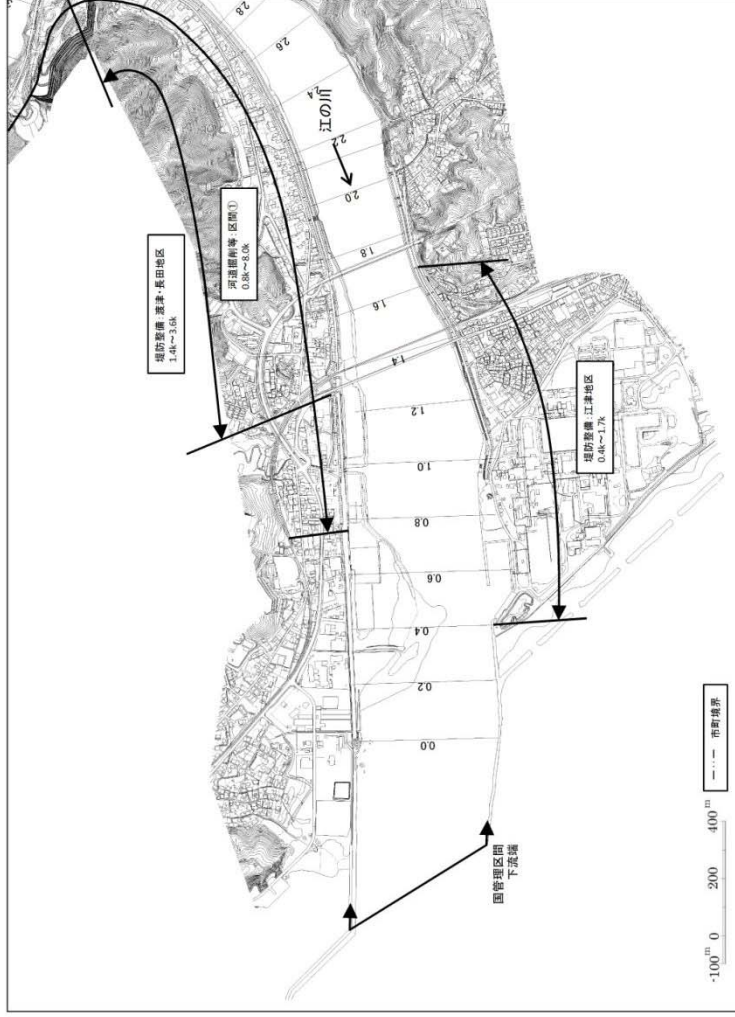 2.8
2.6
2.4
江の川
2.2
2.0
堤防整備：渡津・長田地区
1.4k～3.6k
河道掘削等：区間①
0.8k～8.0k
1.8
1.6
1.4
1.2
1.0
0.8
0.6
0.4
0.2
0.0
堤防整備：江津地区
0.4k～1.7k
国管理区間
下流端
市町境界
-100m 0 200 400m